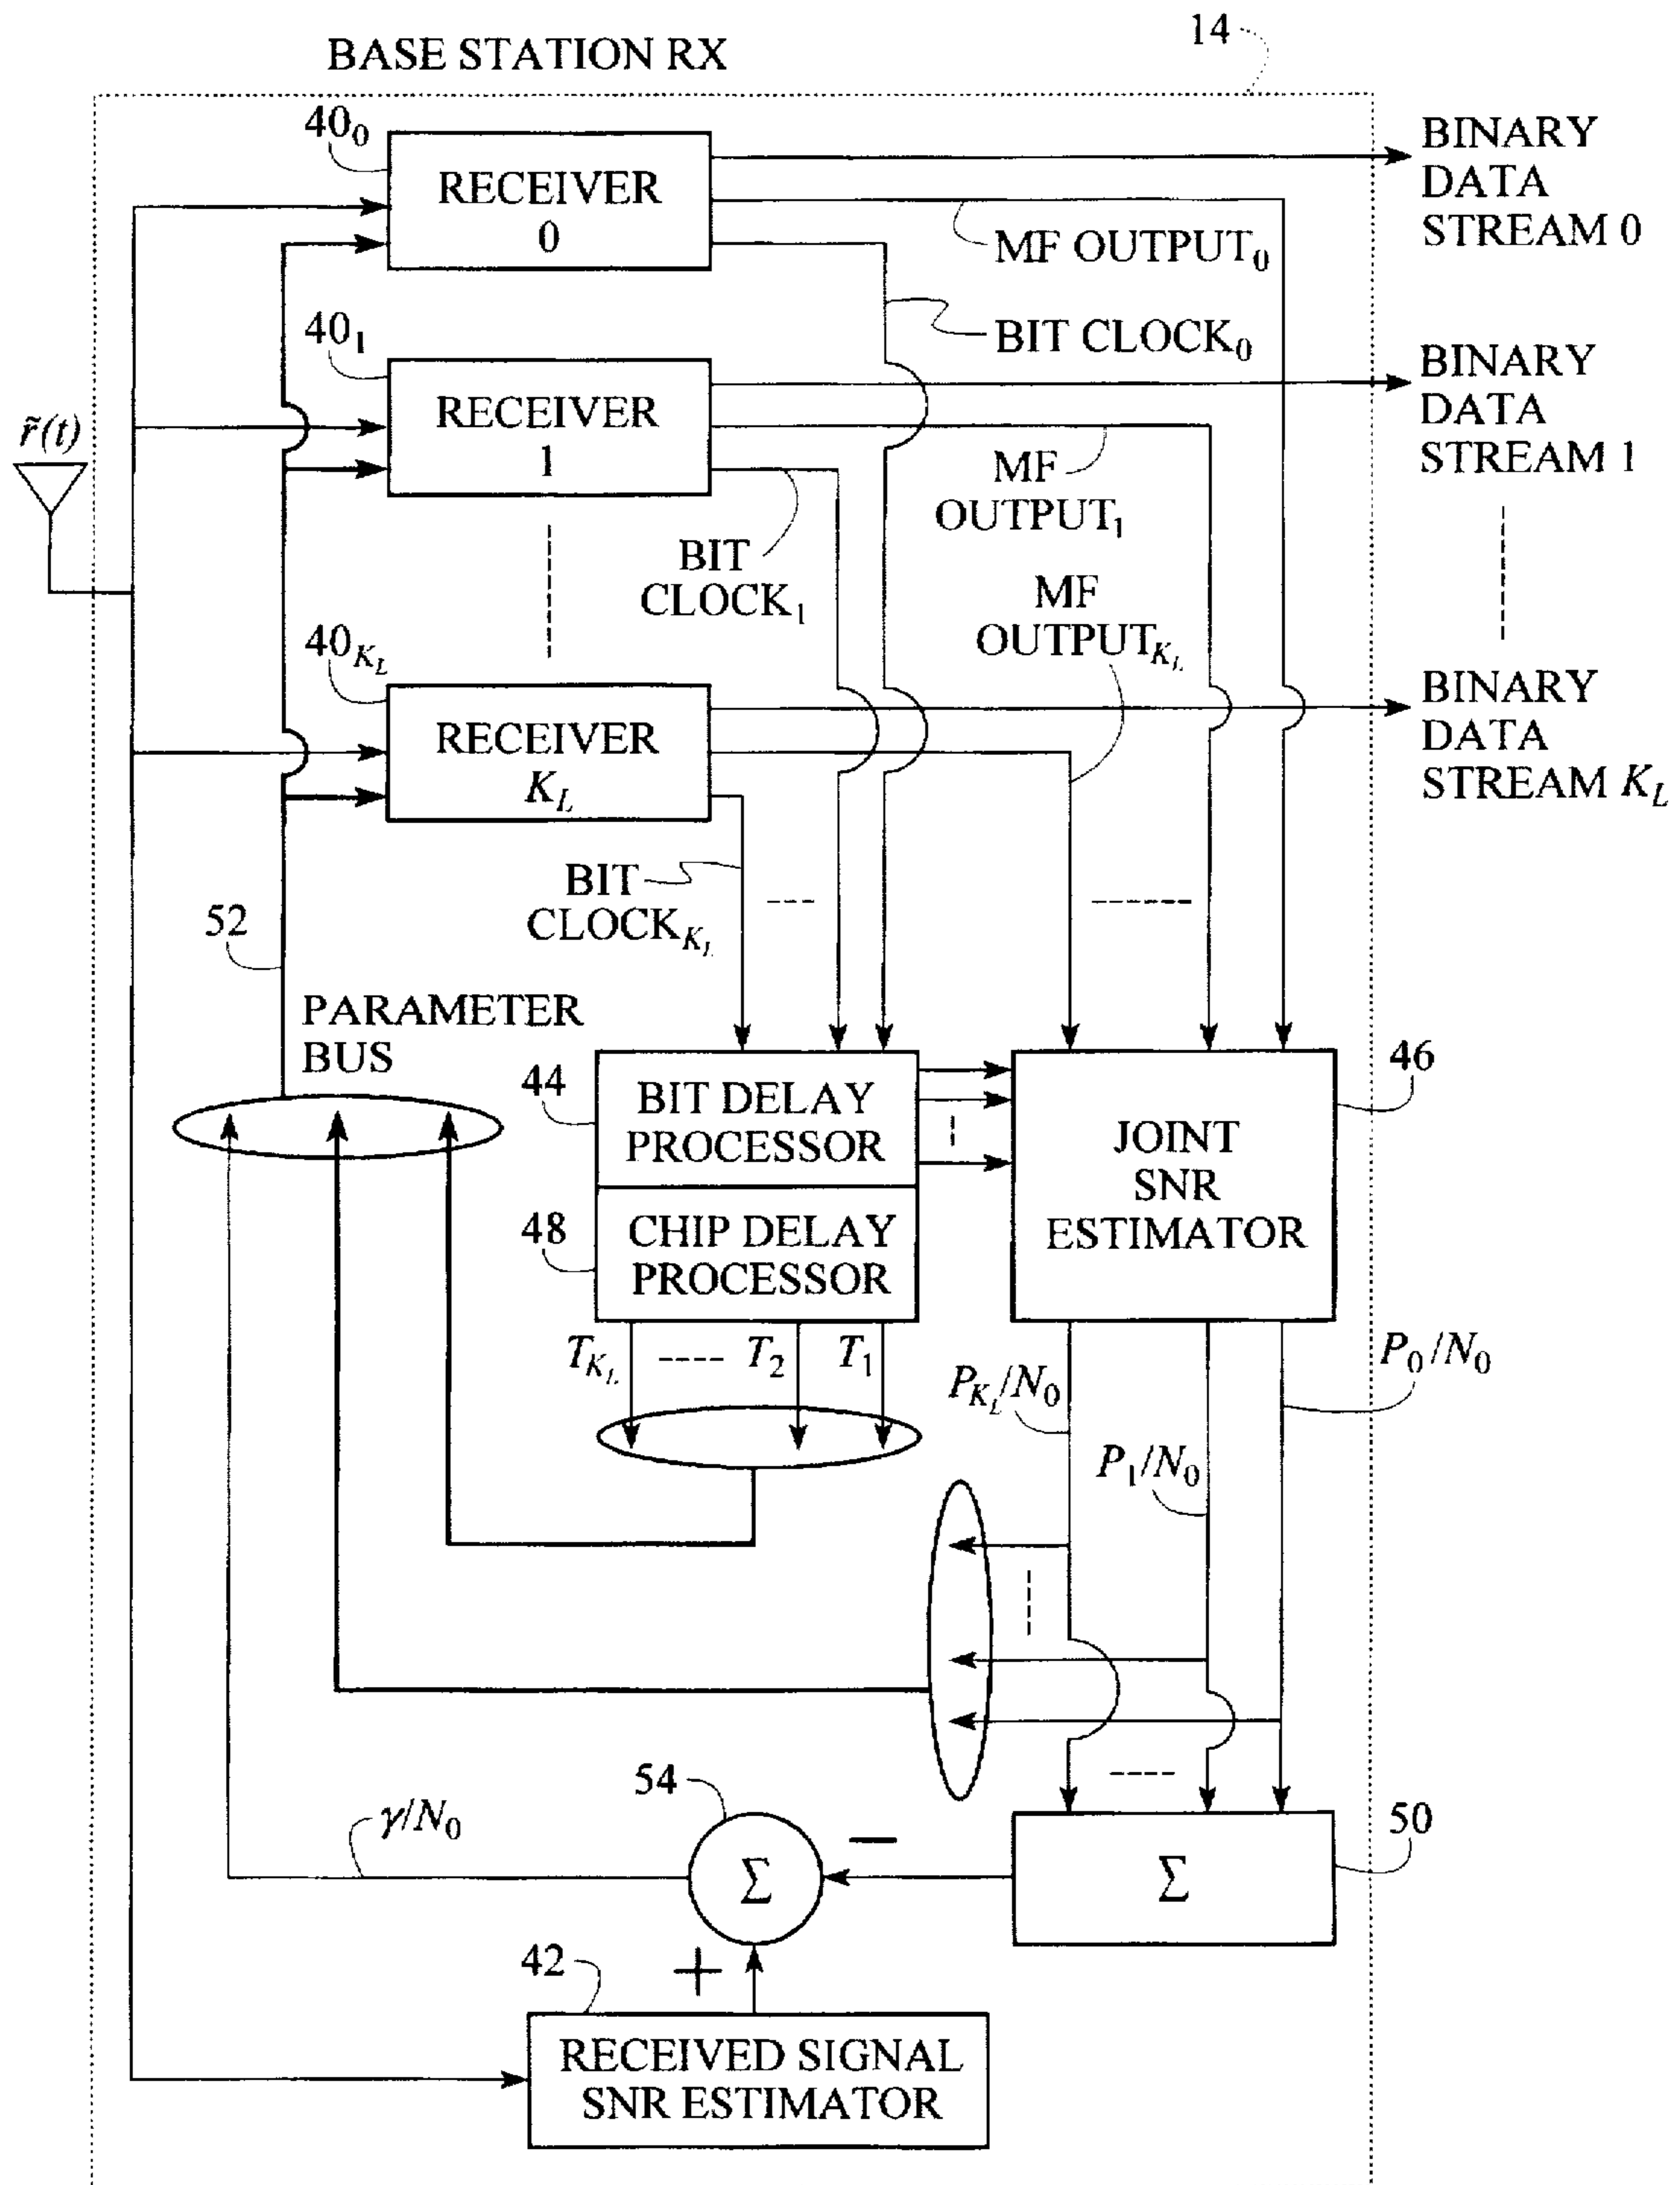 14
BASE STATION RX
40₀
RECEIVER
0
BINARY
DATA
STREAM 0
MF OUTPUT₀
BIT CLOCK₀
40₁
RECEIVER
1
BINARY
DATA
STREAM 1
r̃(t)
MF
OUTPUT₁
BIT
CLOCK₁
MF
OUTPUT_{K_L}
40_{K_L}
RECEIVER
K_L
BINARY
DATA
STREAM K_L
BIT
CLOCK_{K_L}
52
PARAMETER
BUS
44
BIT DELAY
PROCESSOR
46
JOINT
SNR
ESTIMATOR
48
CHIP DELAY
PROCESSOR
T_{K_L} ---- T₂ T₁
P_{K_L}/N₀
P₀/N₀
P₁/N₀
54
γ/N₀
Σ
−
50
Σ
42
+
RECEIVED SIGNAL
SNR ESTIMATOR